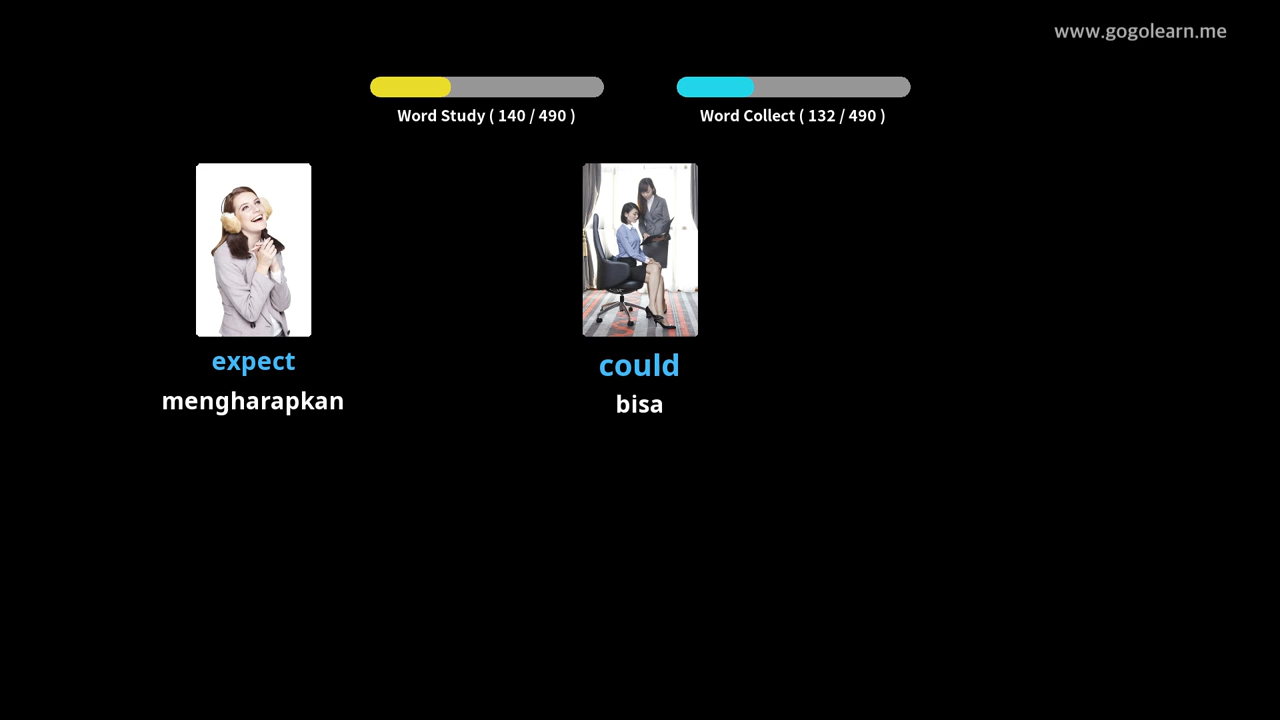 www.gogolearn.me
Word Study ( 140 / 490 )
Word Collect ( 132 / 490 )
expect
mengharapkan
could
bisa